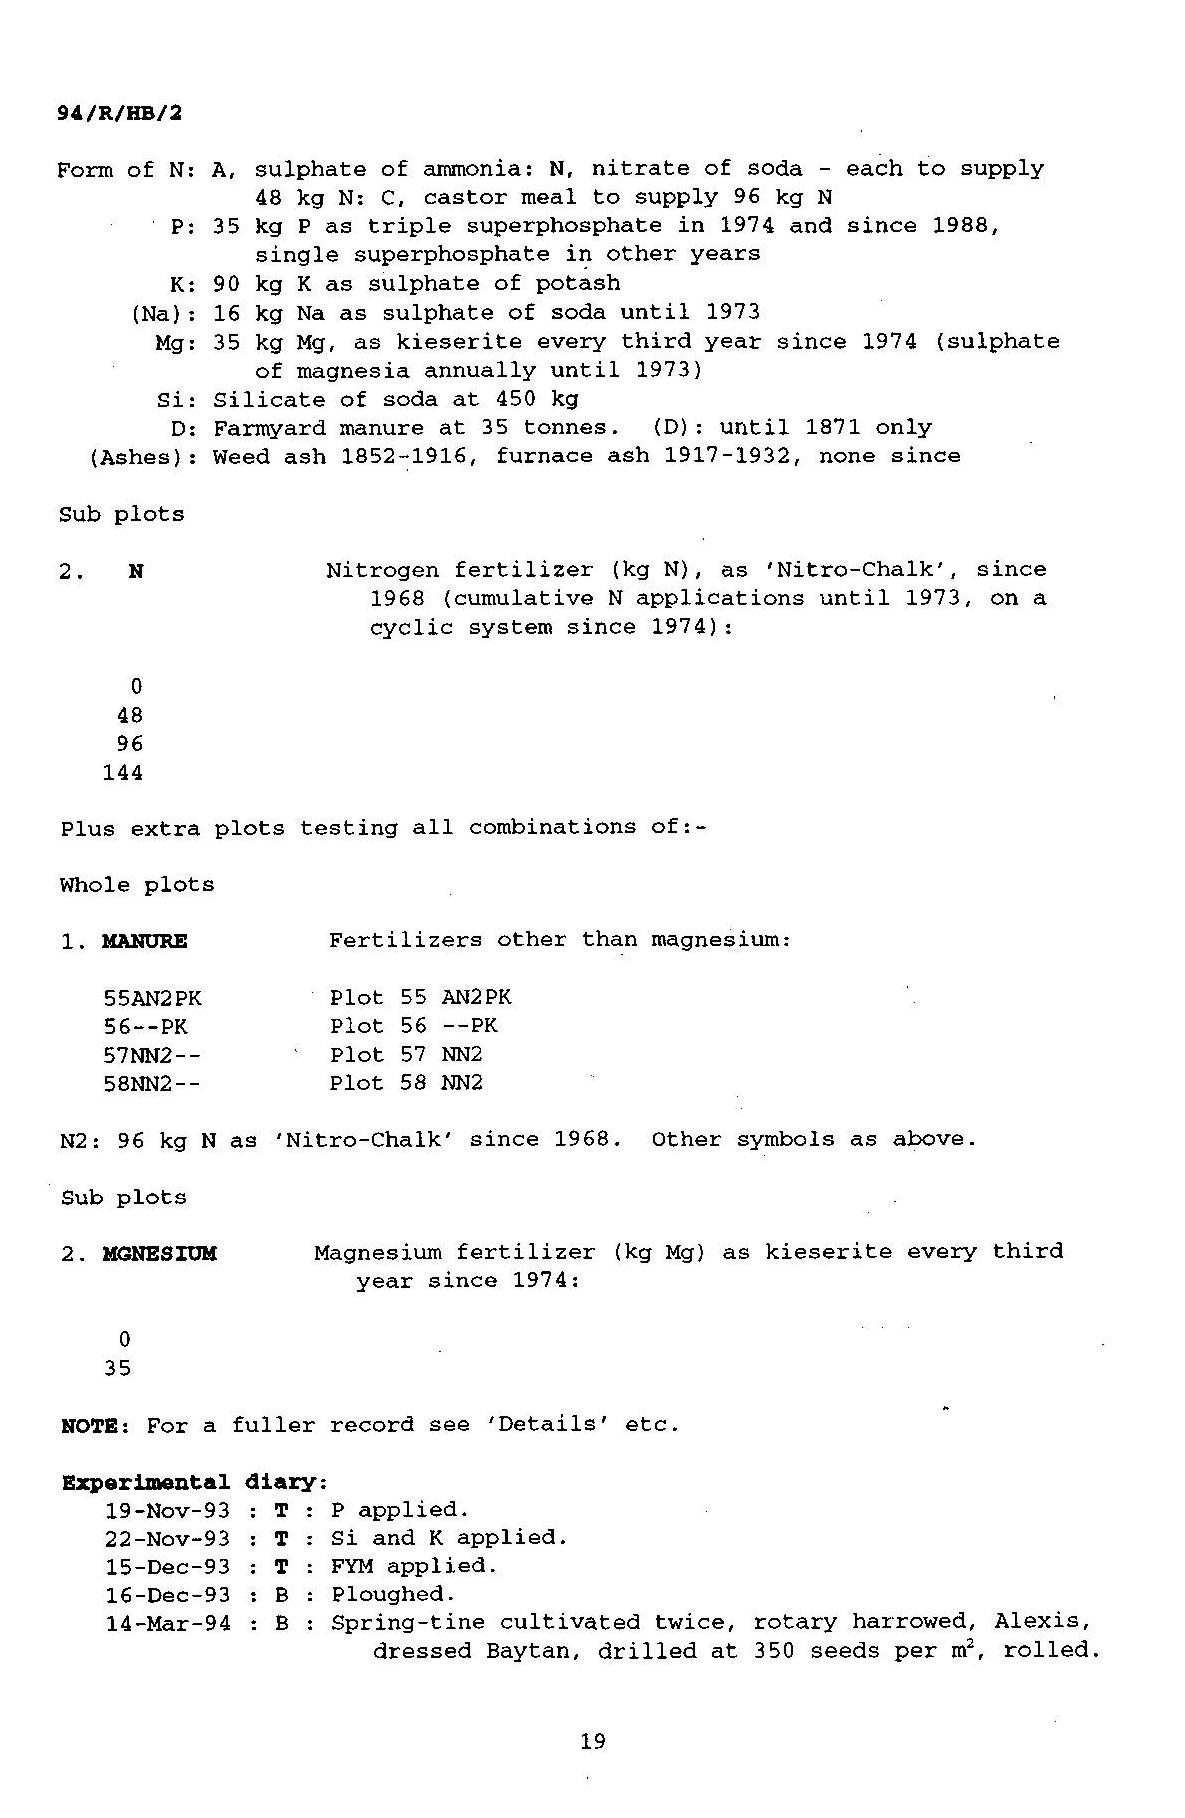 94/R/HB/2
Form of N: A, sulphate of ammonia: N, nitrate of soda - each to supply
48 kg N: C, castor meal to supply 96 kg N
P: 35 kg P as triple superphosphate in 1974 and since 1988,
single superphosphate in other years
K: 90 kg K as sulphate of potash
(Na): 16 kg Na as sulphate of soda until 1973
Mg: 35 kg Mg, as kieserite every third year since 1974 (sulphate
of magnesia annually until 1973)
Si: Silicate of soda at 450 kg
D: Farmyard manure at 35 tonnes. (D): until 1871 only
(Ashes): Weed ash 1852-1916, furnace ash 1917-1932, none since
Sub plots
2. N Nitrogen fertilizer (kg N), as 'Nitro-Chalk', since
1968 (cumulative N applications until 1973, on a
cyclic system since 1974):
0
48
96
144
Plus extra plots testing all combinations of:-
Whole plots
1. MANURE Fertilizers other than magnesium:
55AN2PK Plot 55 AN2PK
56--PK Plot 56 --PK
57NN2-- Plot 57 NN2
58NN2-- Plot 58 NN2
N2: 96 kg N as 'Nitro-Chalk' since 1968. Other symbols as above.
Sub plots
2. MGNESIUM Magnesium fertilizer (kg Mg) as kieserite every third
year since 1974:
0
35
NOTE: For a fuller record see 'Details' etc.
Experimental diary:
19-Nov-93 : T : P applied.
22-Nov-93 : T : Si and K applied.
15-Dec-93 : T : FYM applied.
16-Dec-93 : B : Ploughed.
14-Mar-94 : B : Spring-tine cultivated twice, rotary harrowed, Alexis,
dressed Baytan, drilled at 350 seeds per m², rolled.
19